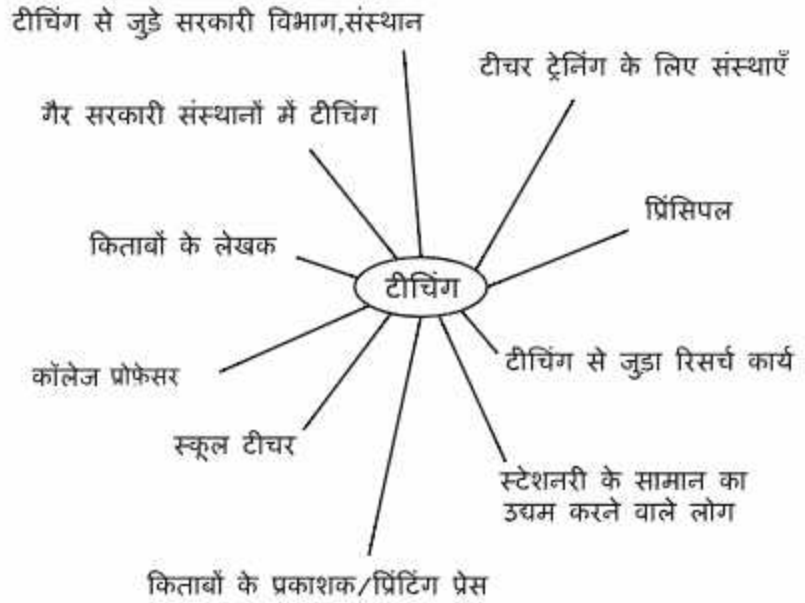 टीचिंग से जुडे सरकारी विभाग,संस्थान
टीचर ट्रेनिंग के लिए संस्थाएँ
गैर सरकारी संस्थानों में टीचिंग
प्रिंसिपल
किताबों के लेखक
टीचिंग
टीचिंग से जुड़ा रिसर्च कार्य
कॉलेज प्रोफ़ेसर
स्कूल टीचर
स्टेशनरी के सामान का
उद्यम करने वाले लोग
किताबों के प्रकाशक/प्रिंटिंग प्रेस